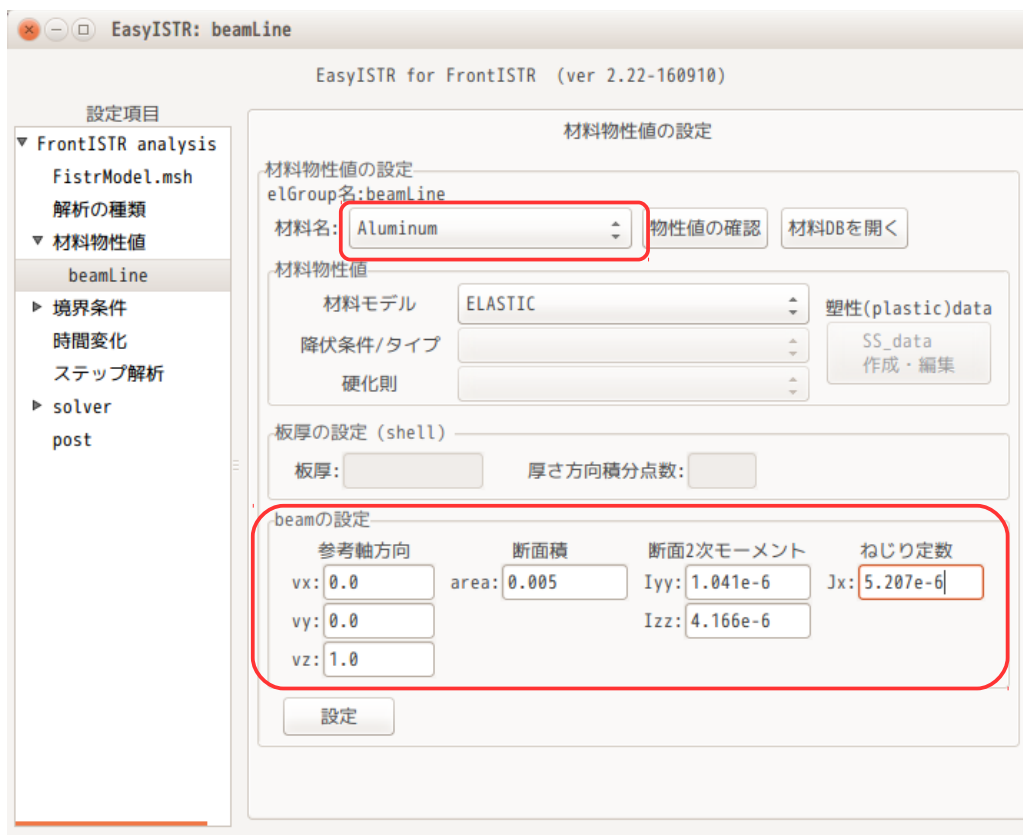 EasyISTR: beamLine
EasyISTR for FrontISTR (ver 2.22-160910)
設定項目
FrontISTR analysis
FistrModel.msh
解析の種類
材料物性値
beamLine
境界条件
時間変化
ステップ解析
solver
post
材料物性値の設定
材料物性値の設定
elGroup名:beamLine
材料名: Aluminum 物性値の確認 材料DBを開く
材料物性値
材料モデル ELASTIC 塑性(plastic)data
降伏条件/タイプ SS_data
作成・編集
硬化則
板厚の設定 (shell)
板厚: 厚さ方向積分点数:
beamの設定
参考軸方向 断面積 断面2次モーメント ねじり定数
vx: 0.0 area: 0.005 Iyy: 1.041e-6 Jx: 5.207e-6
vy: 0.0 Izz: 4.166e-6
vz: 1.0
設定